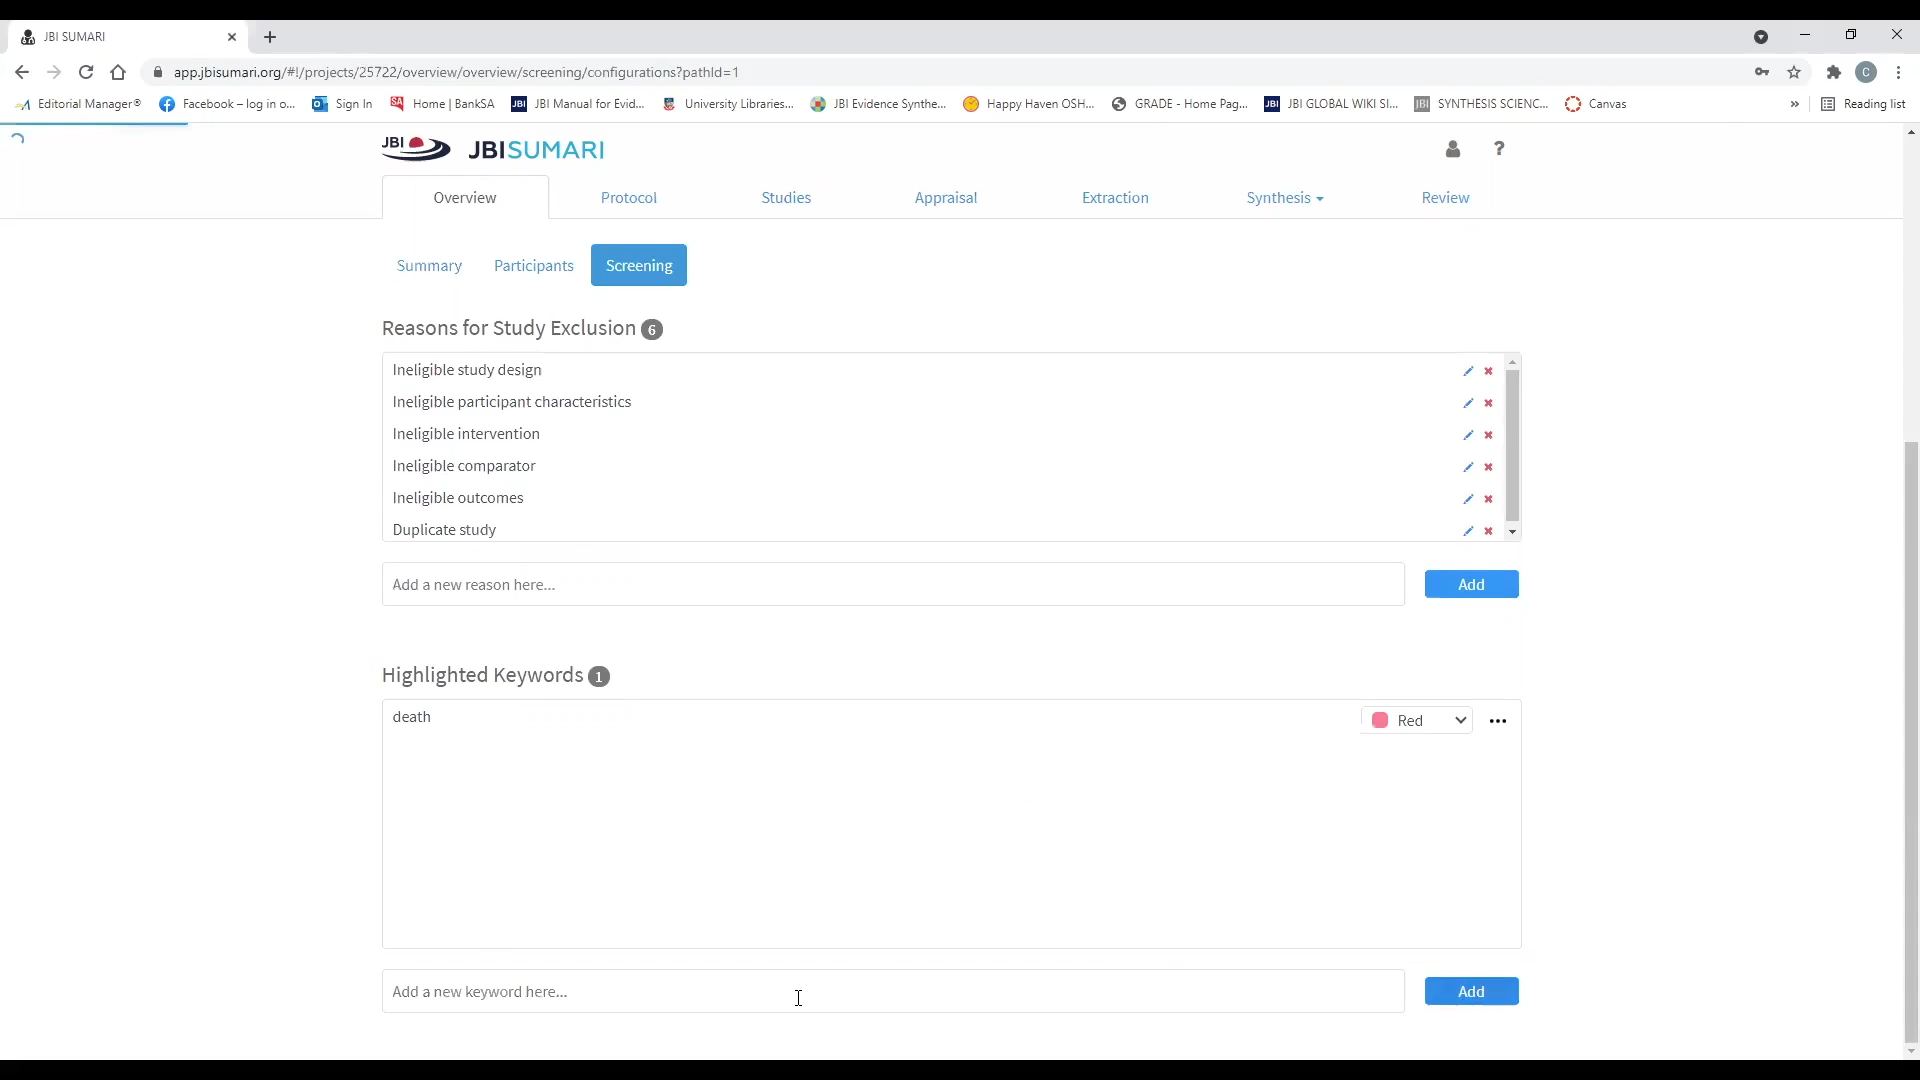 JBI SUMARI
app.jbisumari.org/#!/projects/25722/overview/overview/screening/configurations?pathId=1
C
Editorial Manager® Facebook – log in o... Sign In Home | BankSA JBI Manual for Evid... University Libraries... JBI Evidence Synthe... Happy Haven OSH... GRADE - Home Pag... JBI GLOBAL WIKI SI... SYNTHESIS SCIENC... Canvas » Reading list
JBI JBISUMARI ?
Overview Protocol Studies Appraisal Extraction Synthesis Review
Summary Participants Screening
Reasons for Study Exclusion 6
Ineligible study design
Ineligible participant characteristics
Ineligible intervention
Ineligible comparator
Ineligible outcomes
Duplicate study
Add a new reason here... Add
Highlighted Keywords 1
death Red
Add a new keyword here... Add